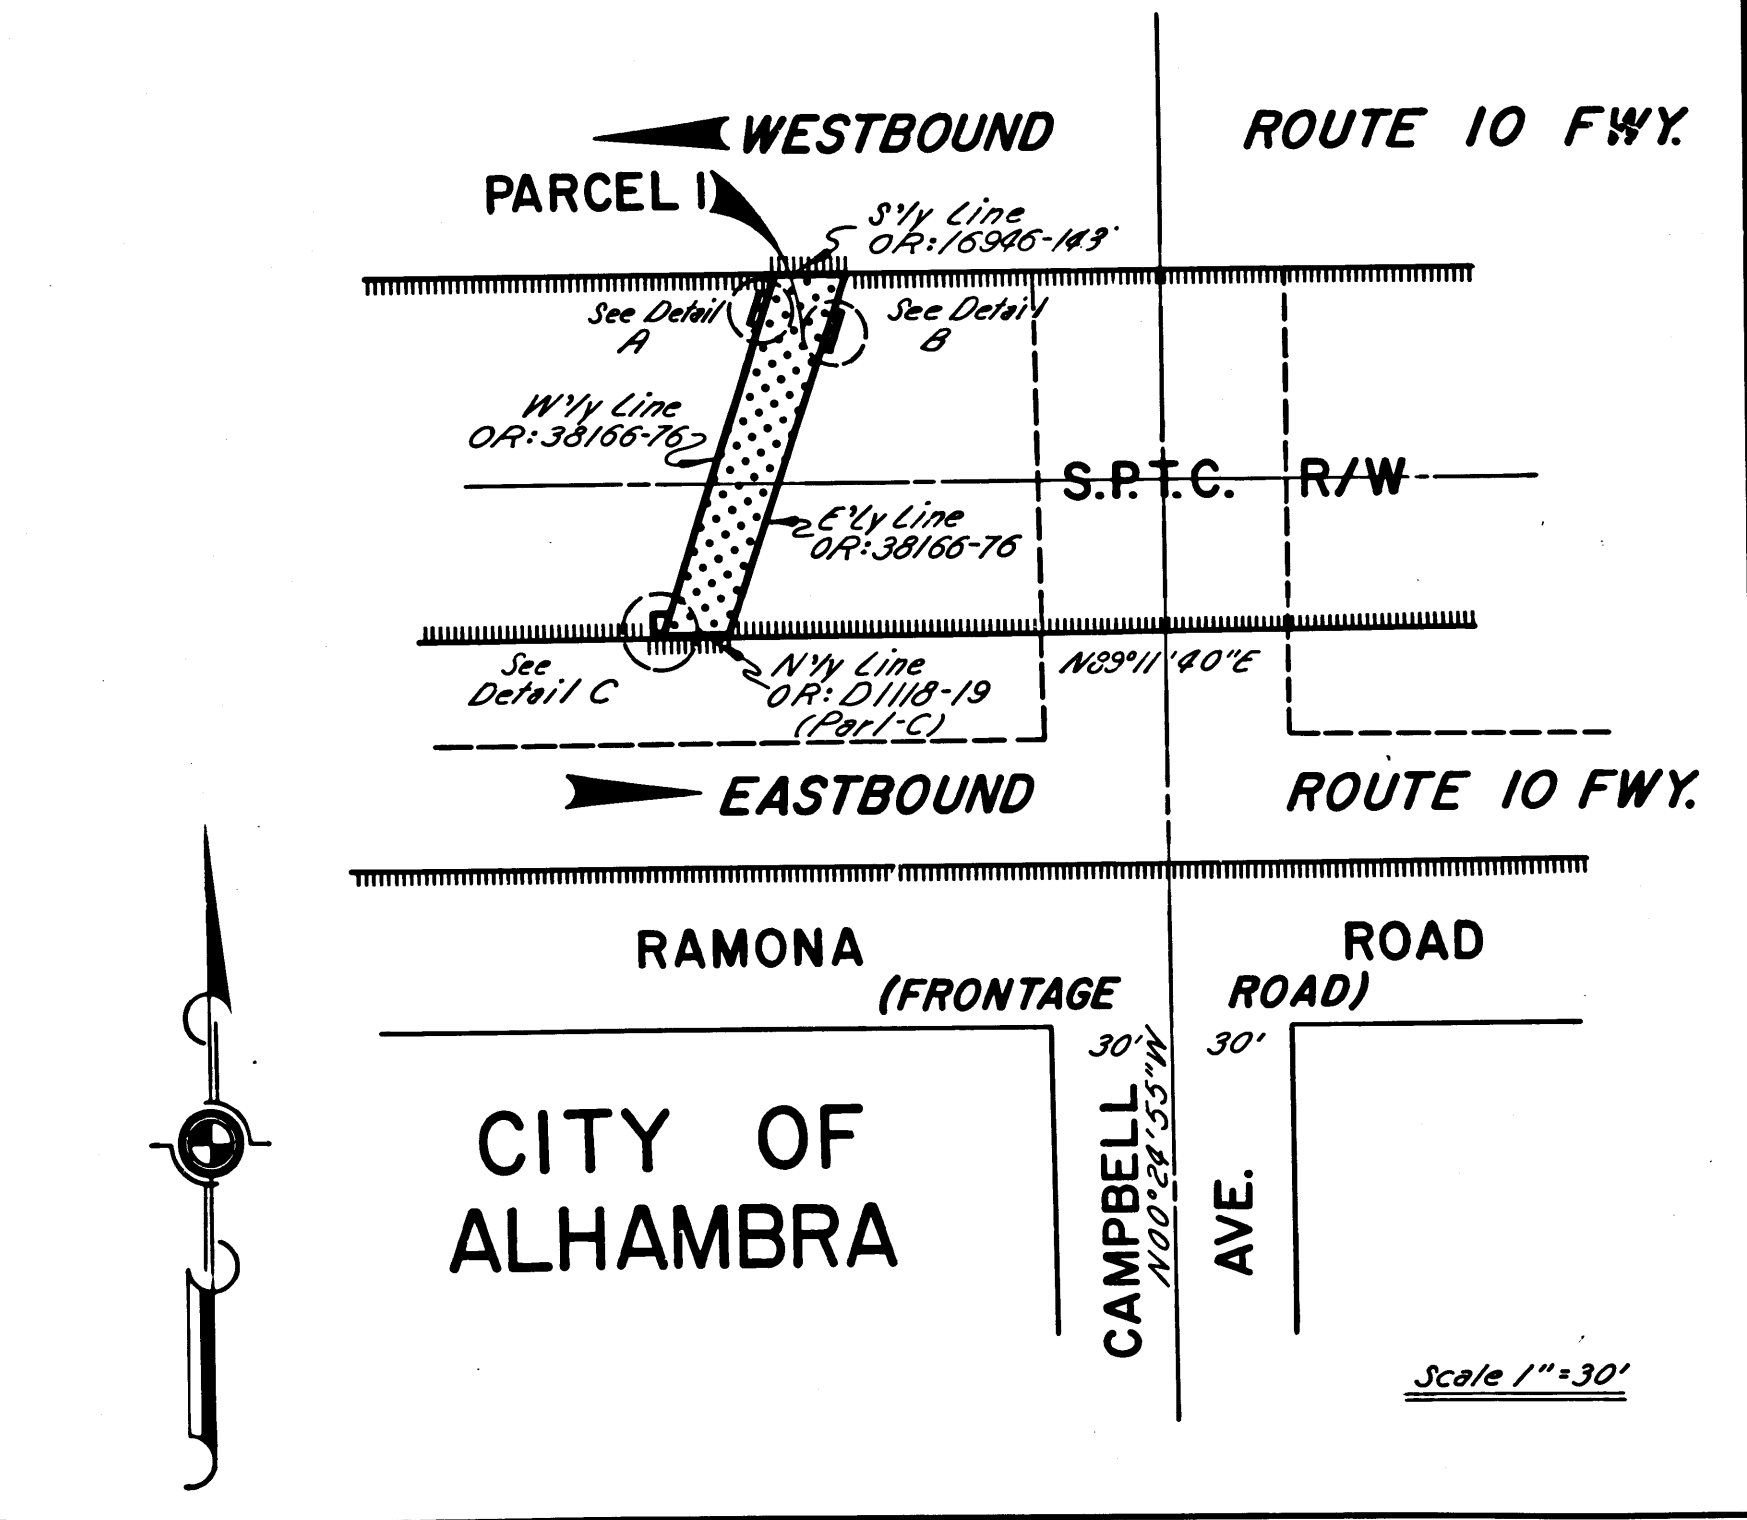 WESTBOUND ROUTE 10 FWY.
PARCEL 1
S'ly Line
OR:16946-143
See Detail
A
See Detail
B
W'ly Line
OR:38166-76
S.P.T.C. R/W
E'ly Line
OR:38166-76
See
Detail C
N'ly Line
OR: D1118-19
(Par 1-C)
N89°11'40"E
EASTBOUND ROUTE 10 FWY.
RAMONA ROAD
(FRONTAGE ROAD)
30' 30'
CAMPBELL AVE.
N00°24'55"W
CITY OF
ALHAMBRA
Scale 1"=30'